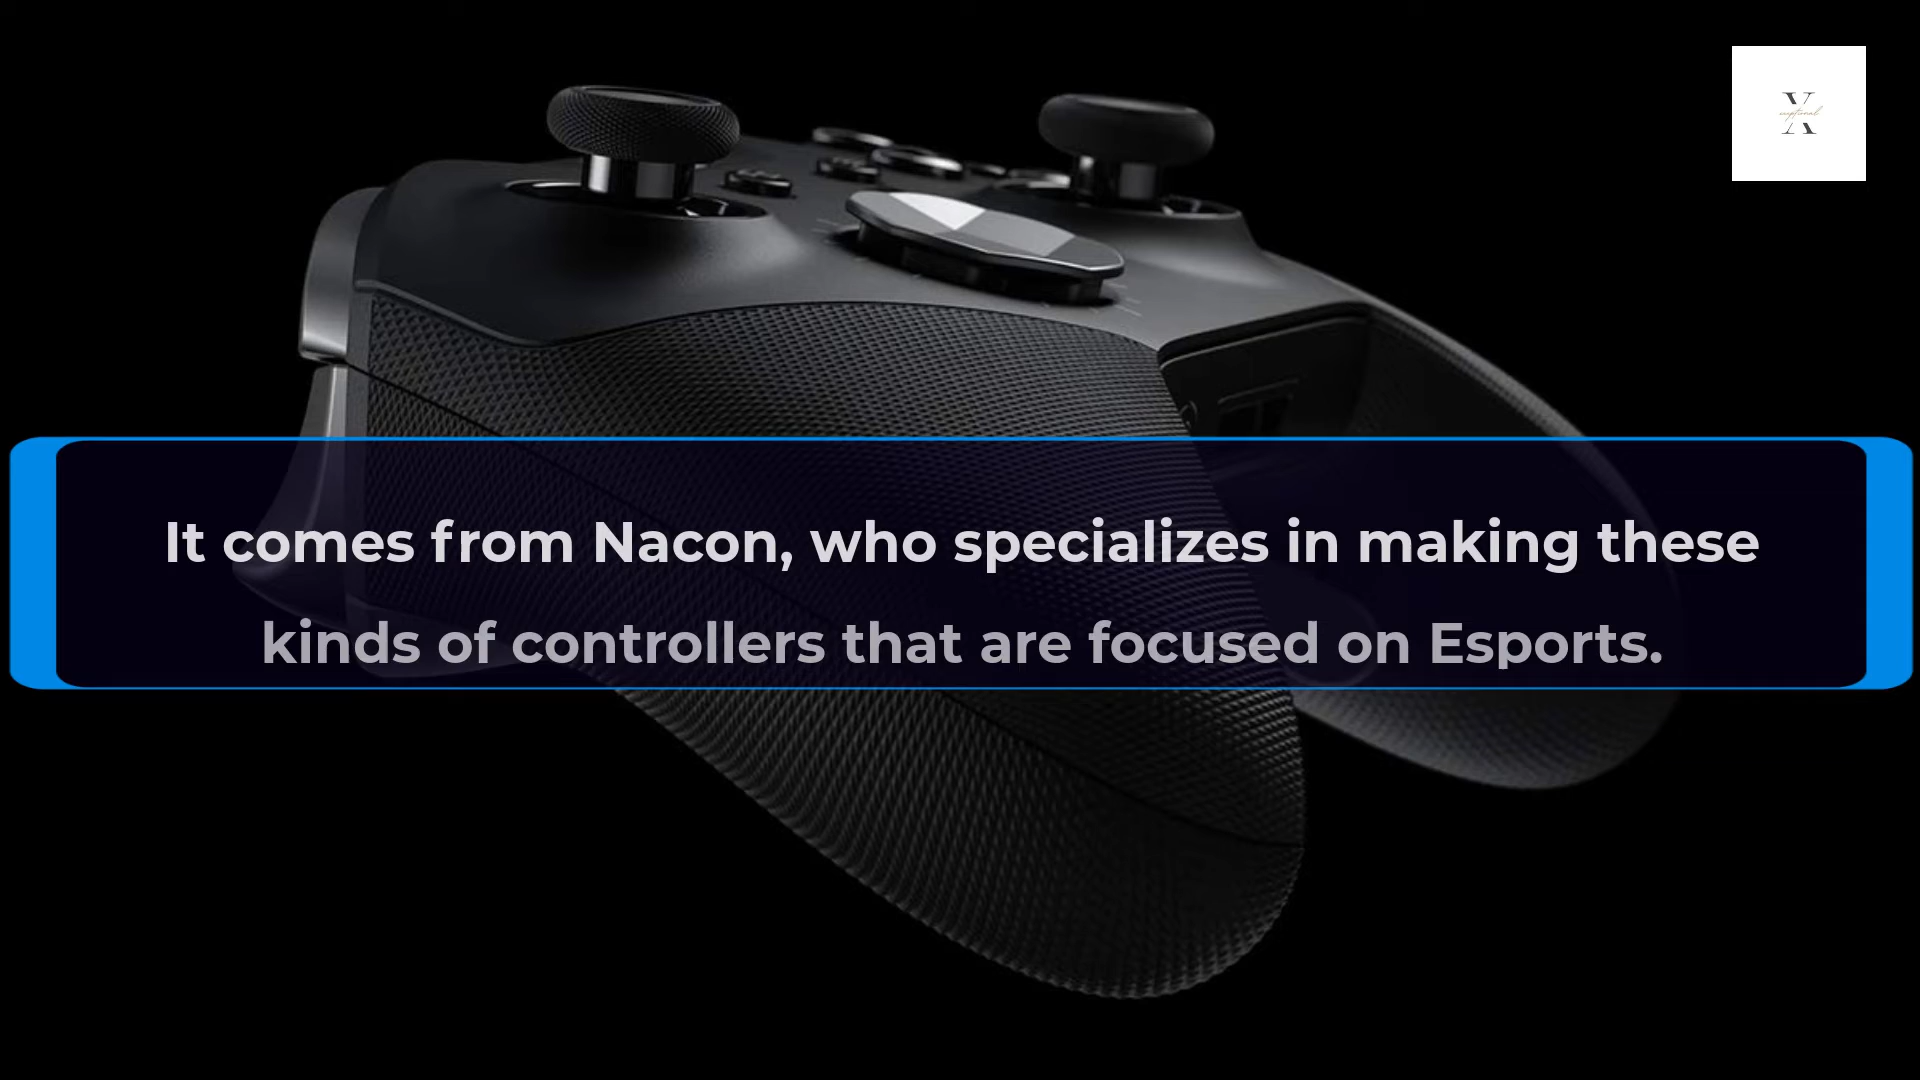 It comes from Nacon, who specializes in making these
kinds of controllers that are focused on Esports.